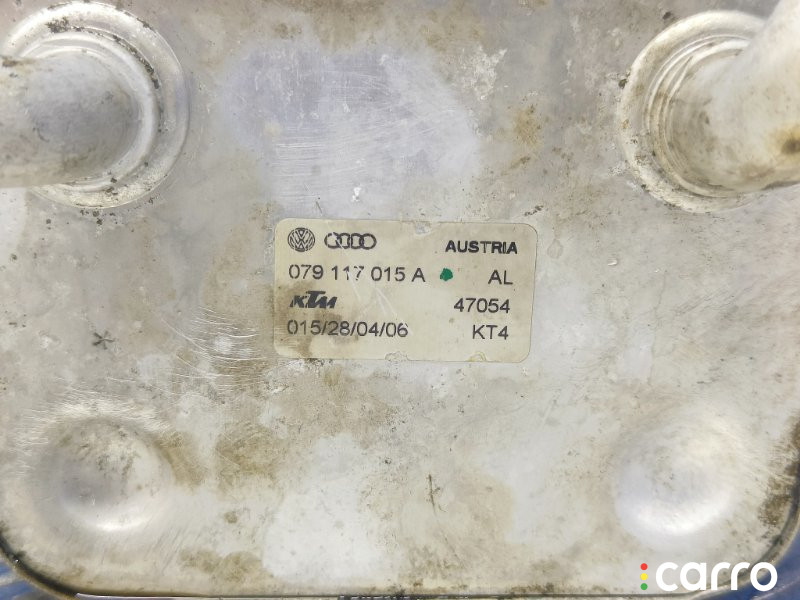 AUSTRIA
079 117 015 A AL
KTM 47054
015/28/04/06 KT4
carro